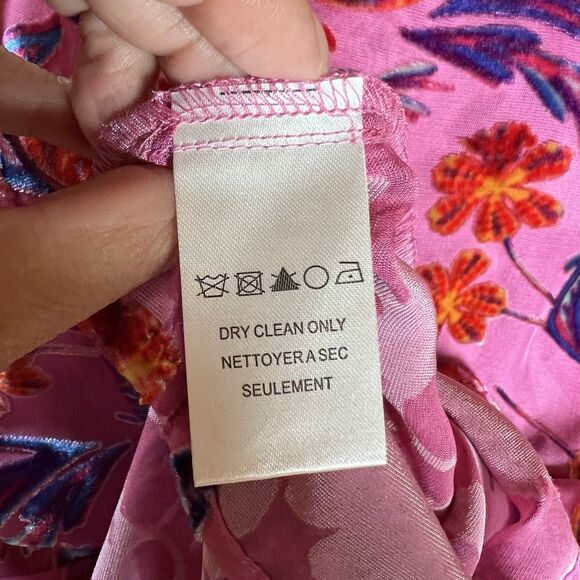 DRY CLEAN ONLY
NETTOYER A SEC
SEULEMENT